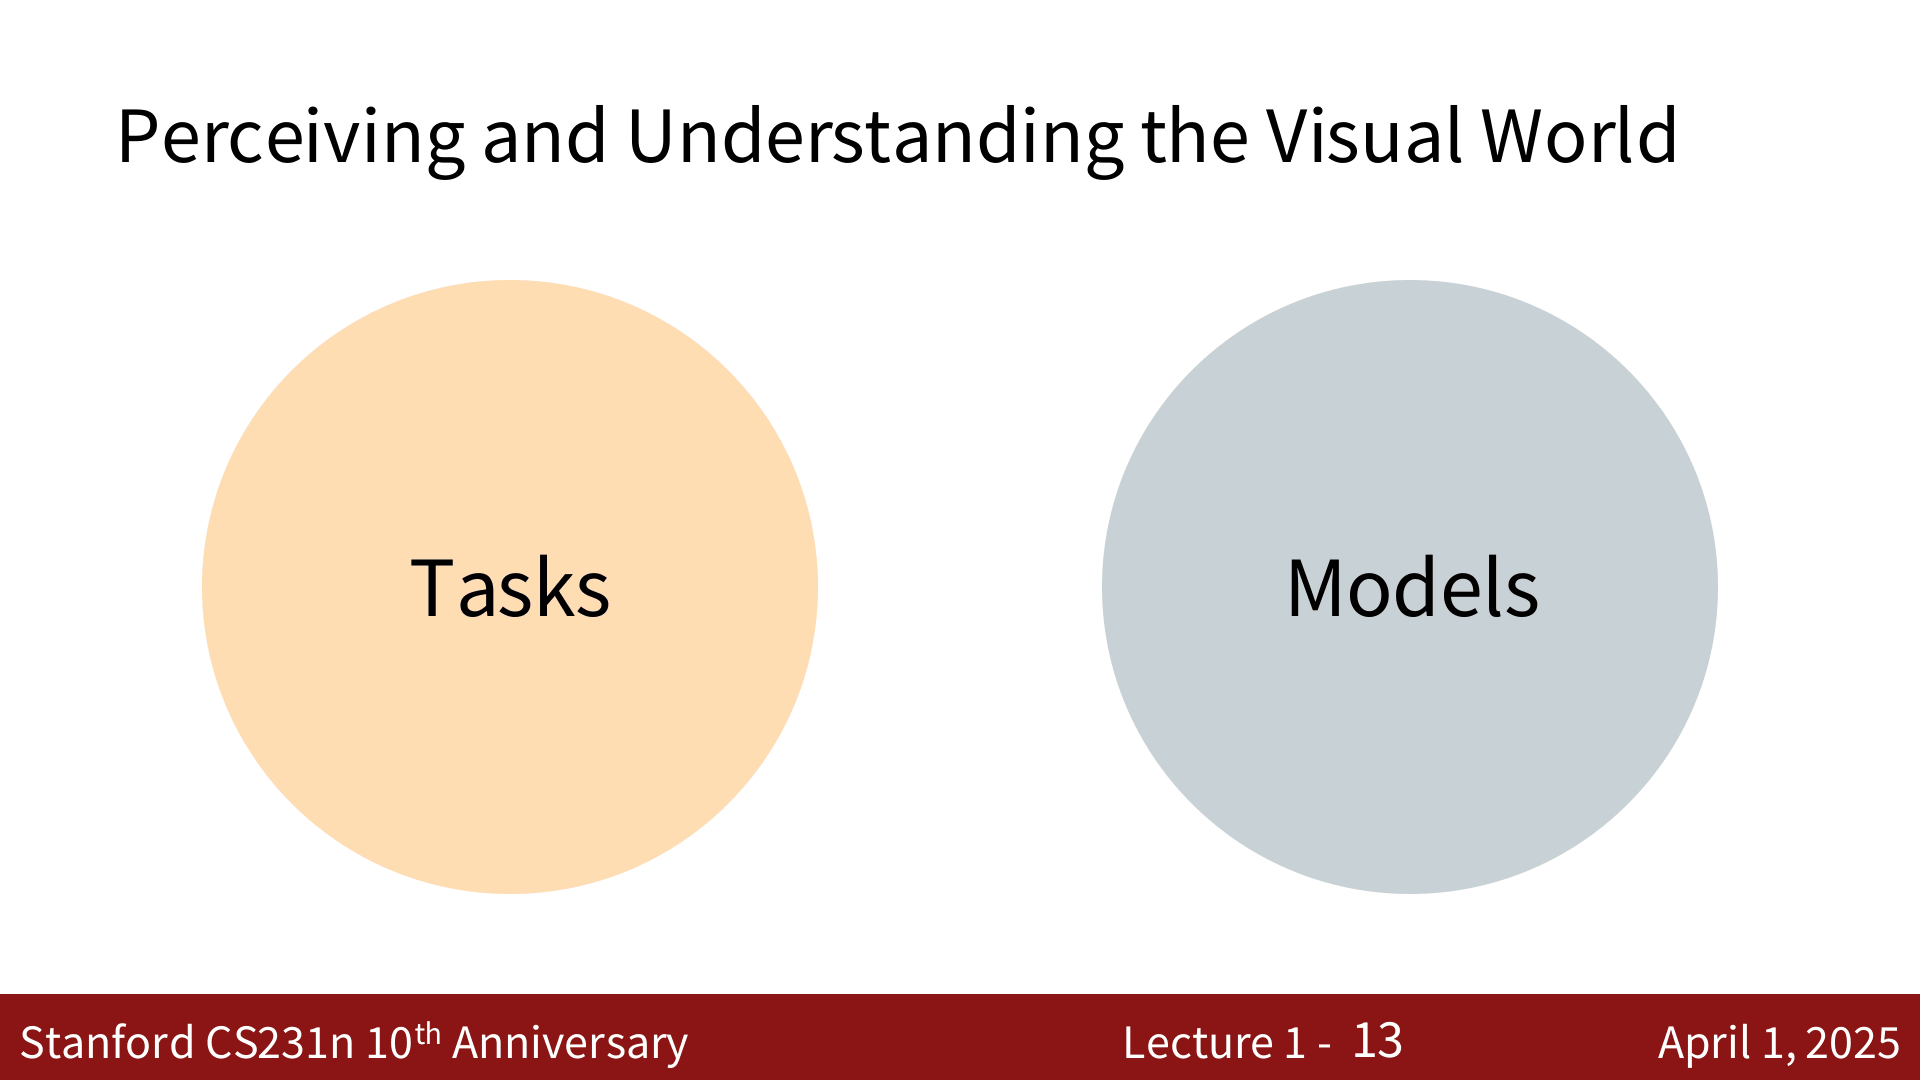 Perceiving and Understanding the Visual World
Tasks
Models
Stanford CS231n 10th Anniversary
Lecture 1 - 13
April 1, 2025